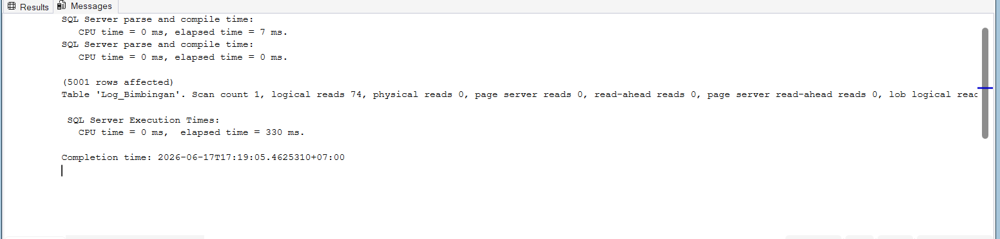 Results Messages
SQL Server parse and compile time:
CPU time = 0 ms, elapsed time = 7 ms.
SQL Server parse and compile time:
CPU time = 0 ms, elapsed time = 0 ms.
(5001 rows affected)
Table 'Log_Bimbingan'. Scan count 1, logical reads 74, physical reads 0, page server reads 0, read-ahead reads 0, page server read-ahead reads 0, lob logical
SQL Server Execution Times:
CPU time = 0 ms,  elapsed time = 330 ms.
Completion time: 2026-06-17T17:19:05.4625310+07:00